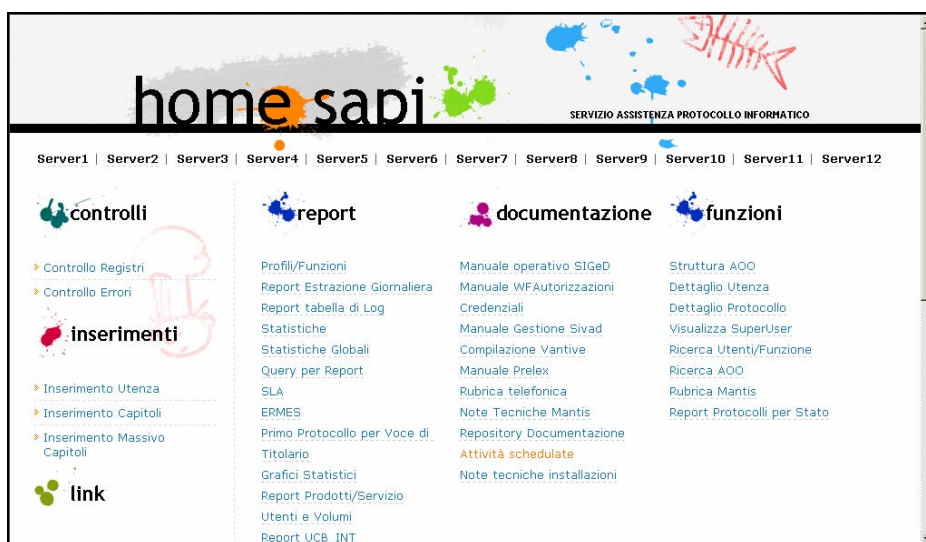 home sapi
SERVIZIO ASSISTENZA PROTOCOLLO INFORMATICO
Server1 | Server2 | Server3 | Server4 | Server5 | Server6 | Server7 | Server8 | Server9 | Server10 | Server11 | Server12
controlli
Controllo Registri
Controllo Errori
inserimenti
Inserimento Utenza
Inserimento Capitoli
Inserimento Massivo
Capitoli
link
report
Profili/Funzioni
Report Estrazione Giornaliera
Report tabella di Log
Statistiche
Statistiche Globali
Query per Report
SLA
ERMES
Primo Protocollo per Voce di
Titolario
Grafici Statistici
Report Prodotti/Servizio
Utenti e Volumi
Report UCB_INT
documentazione
Manuale operativo SIGeD
Manuale WFAutorizzazioni
Credenziali
Manuale Gestione Sivad
Compilazione Vantive
Manuale Prelex
Rubrica telefonica
Note Tecniche Mantis
Repository Documentazione
Attività schedulate
Note tecniche installazioni
funzioni
Struttura AOO
Dettaglio Utenza
Dettaglio Protocollo
Visualizza SuperUser
Ricerca Utenti/Funzione
Ricerca AOO
Rubrica Mantis
Report Protocolli per Stato